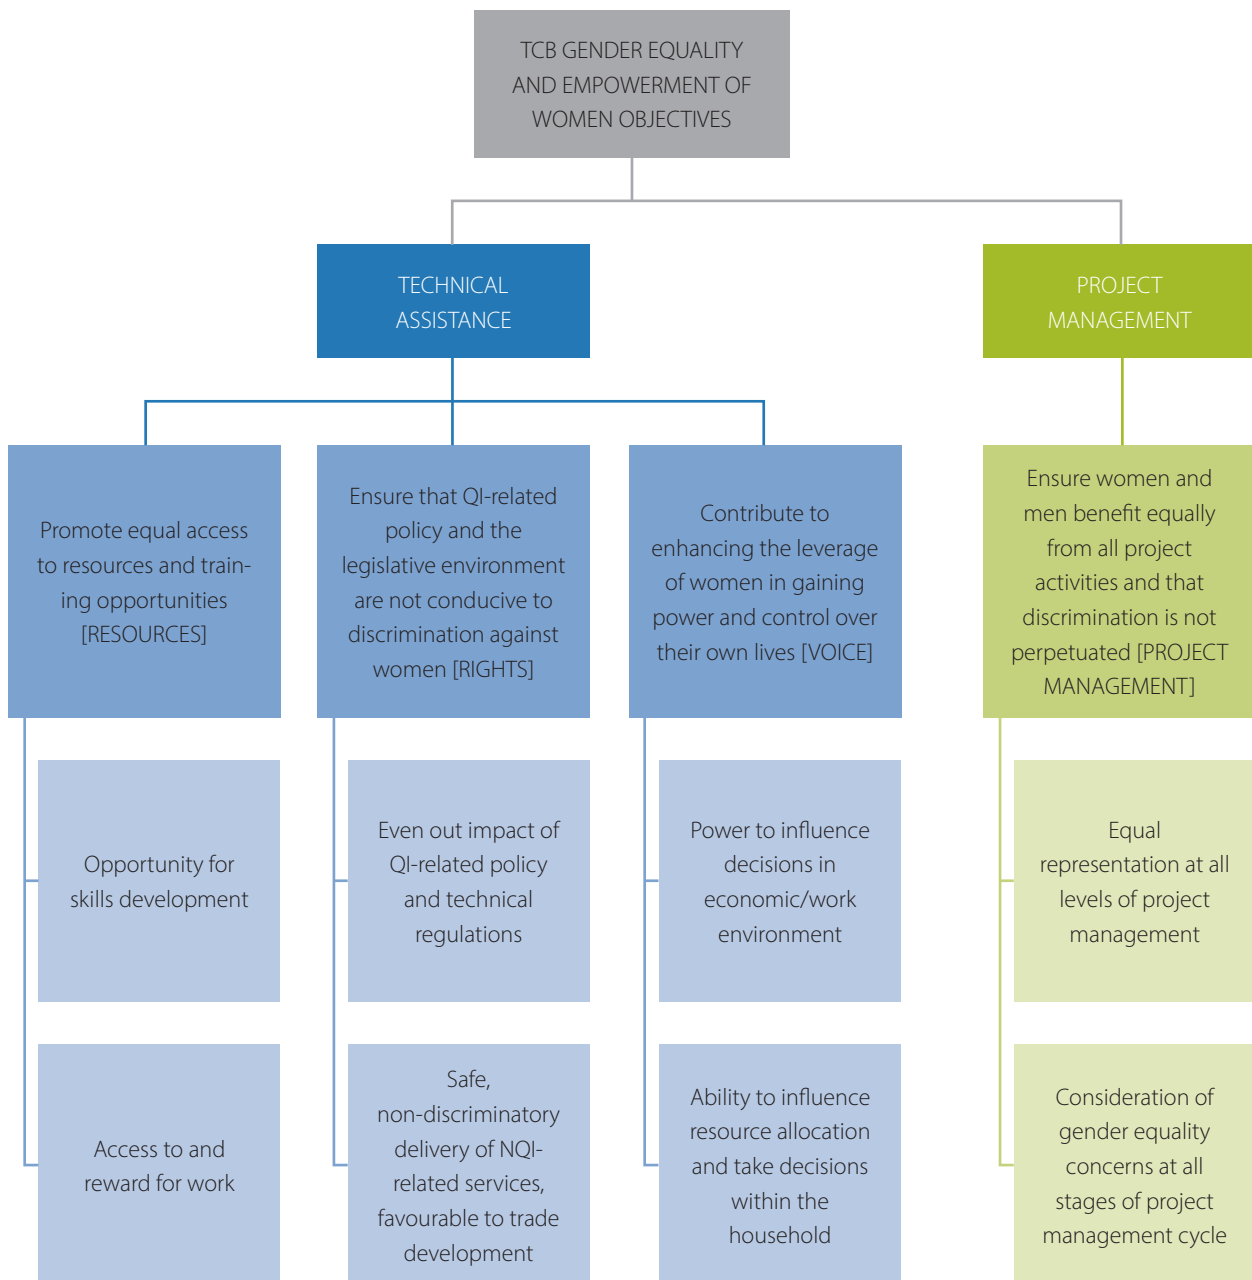 TCB GENDER EQUALITY
AND EMPOWERMENT OF
WOMEN OBJECTIVES
TECHNICAL
ASSISTANCE
PROJECT
MANAGEMENT
Promote equal access
to resources and train-
ing opportunities
[RESOURCES]
Ensure that QI-related
policy and the
legislative environment
are not conducive to
discrimination against
women [RIGHTS]
Contribute to
enhancing the leverage
of women in gaining
power and control over
their own lives [VOICE]
Ensure women and
men benefit equally
from all project
activities and that
discrimination is not
perpetuated [PROJECT
MANAGEMENT]
Opportunity for
skills development
Even out impact of
QI-related policy
and technical
regulations
Power to influence
decisions in
economic/work
environment
Equal
representation at all
levels of project
management
Access to and
reward for work
Safe,
non-discriminatory
delivery of NQI-
related services,
favourable to trade
development
Ability to influence
resource allocation
and take decisions
within the
household
Consideration of
gender equality
concerns at all
stages of project
management cycle